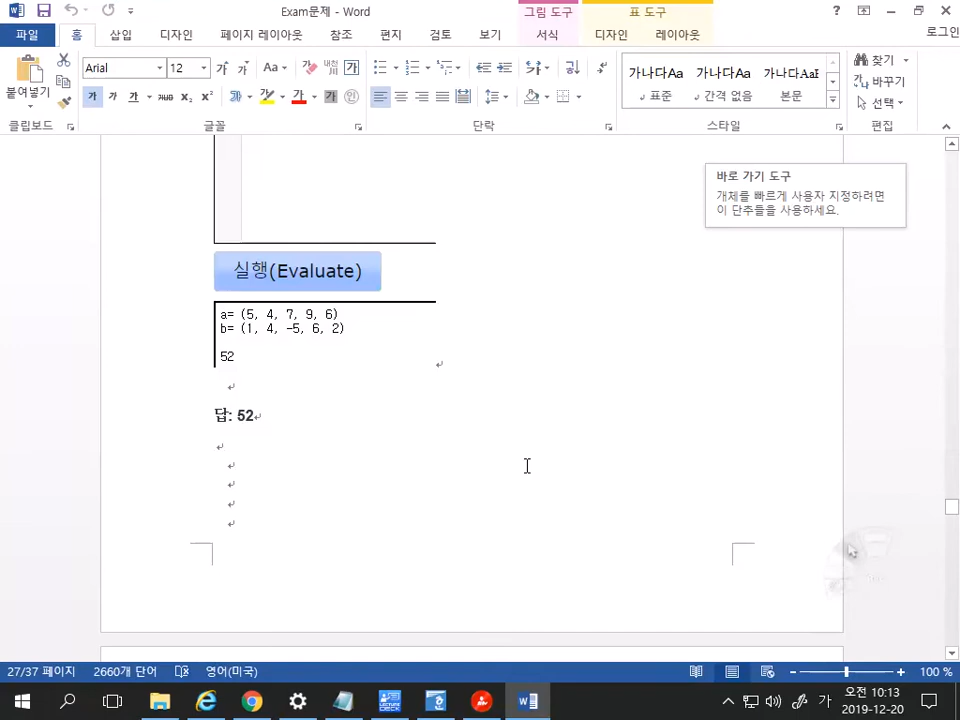 Exam문제 - Word
그림 도구
표 도구
파일
홈
삽입
디자인
페이지 레이아웃
참조
편지
검토
보기
서식
디자인
레이아웃
로그인
붙여넣기
Arial
12
Aa
가나다Aa
가나다Aa
가나다AaB
표준
간격 없음
본문
찾기
바꾸기
선택
클립보드
글꼴
단락
스타일
편집
바로 가기 도구
개체를 빠르게 사용자 지정하려면
이 단추들을 사용하세요.
실행(Evaluate)
a= (5, 4, 7, 9, 6)
b= (1, 4, -5, 6, 2)
52
답: 52
27/37 페이지
2660개 단어
영어(미국)
100 %
가
오전 10:13
2019-12-20